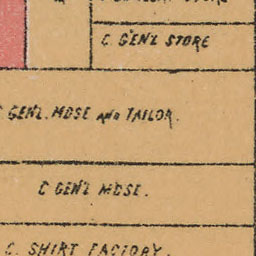 C. GEN'L STORE
C GEN'L. MDSE AND TAILOR.
C GEN'L MDSE.
C. SHIRT FACTORY.